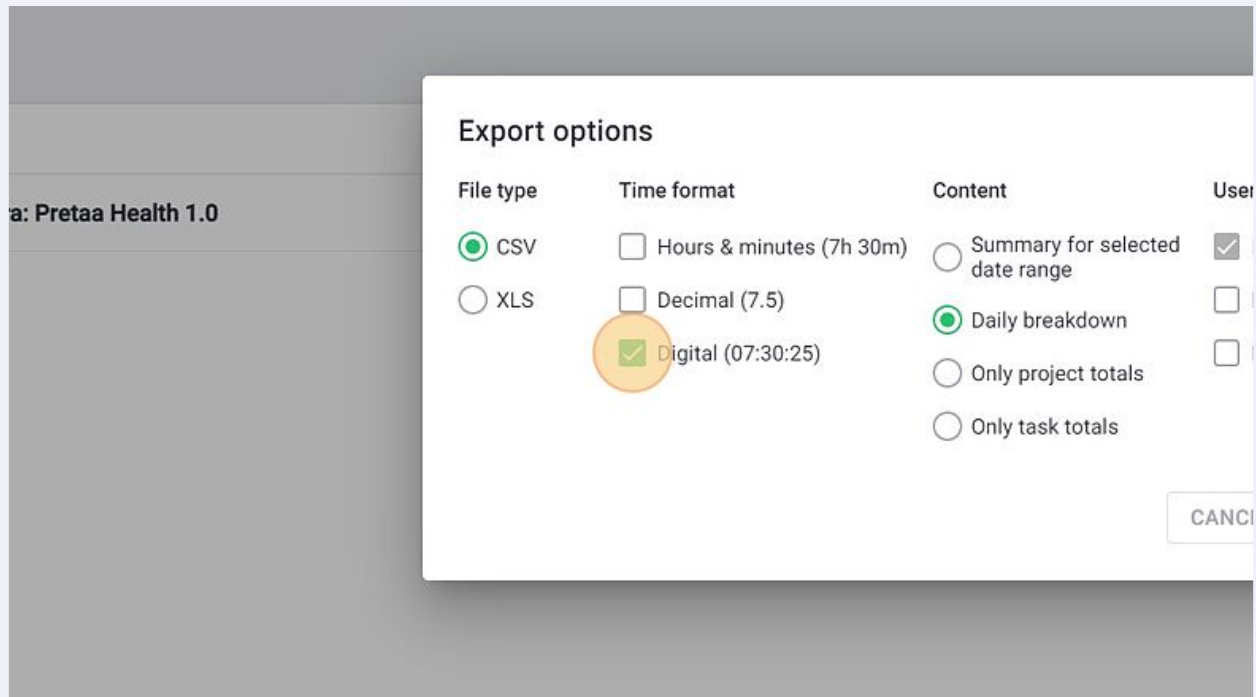 Export options
File type
Time format
Content
User
a: Pretaa Health 1.0
CSV
Hours & minutes (7h 30m)
Summary for selected
date range
XLS
Decimal (7.5)
Daily breakdown
Digital (07:30:25)
Only project totals
Only task totals
CANC